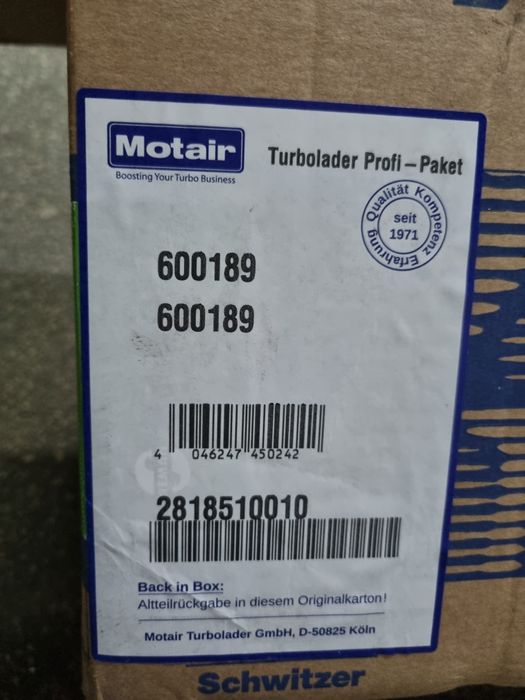 Motair
Boosting Your Turbo Business
Turbolader Profi – Paket
Qualität Kompetenz Erfahrung
seit
1971
600189
600189
4 046247 450242
2818510010
Back in Box:
Altteilrückgabe in diesem Originalkarton!
Motair Turbolader GmbH, D-50825 Köln
Schwitzer